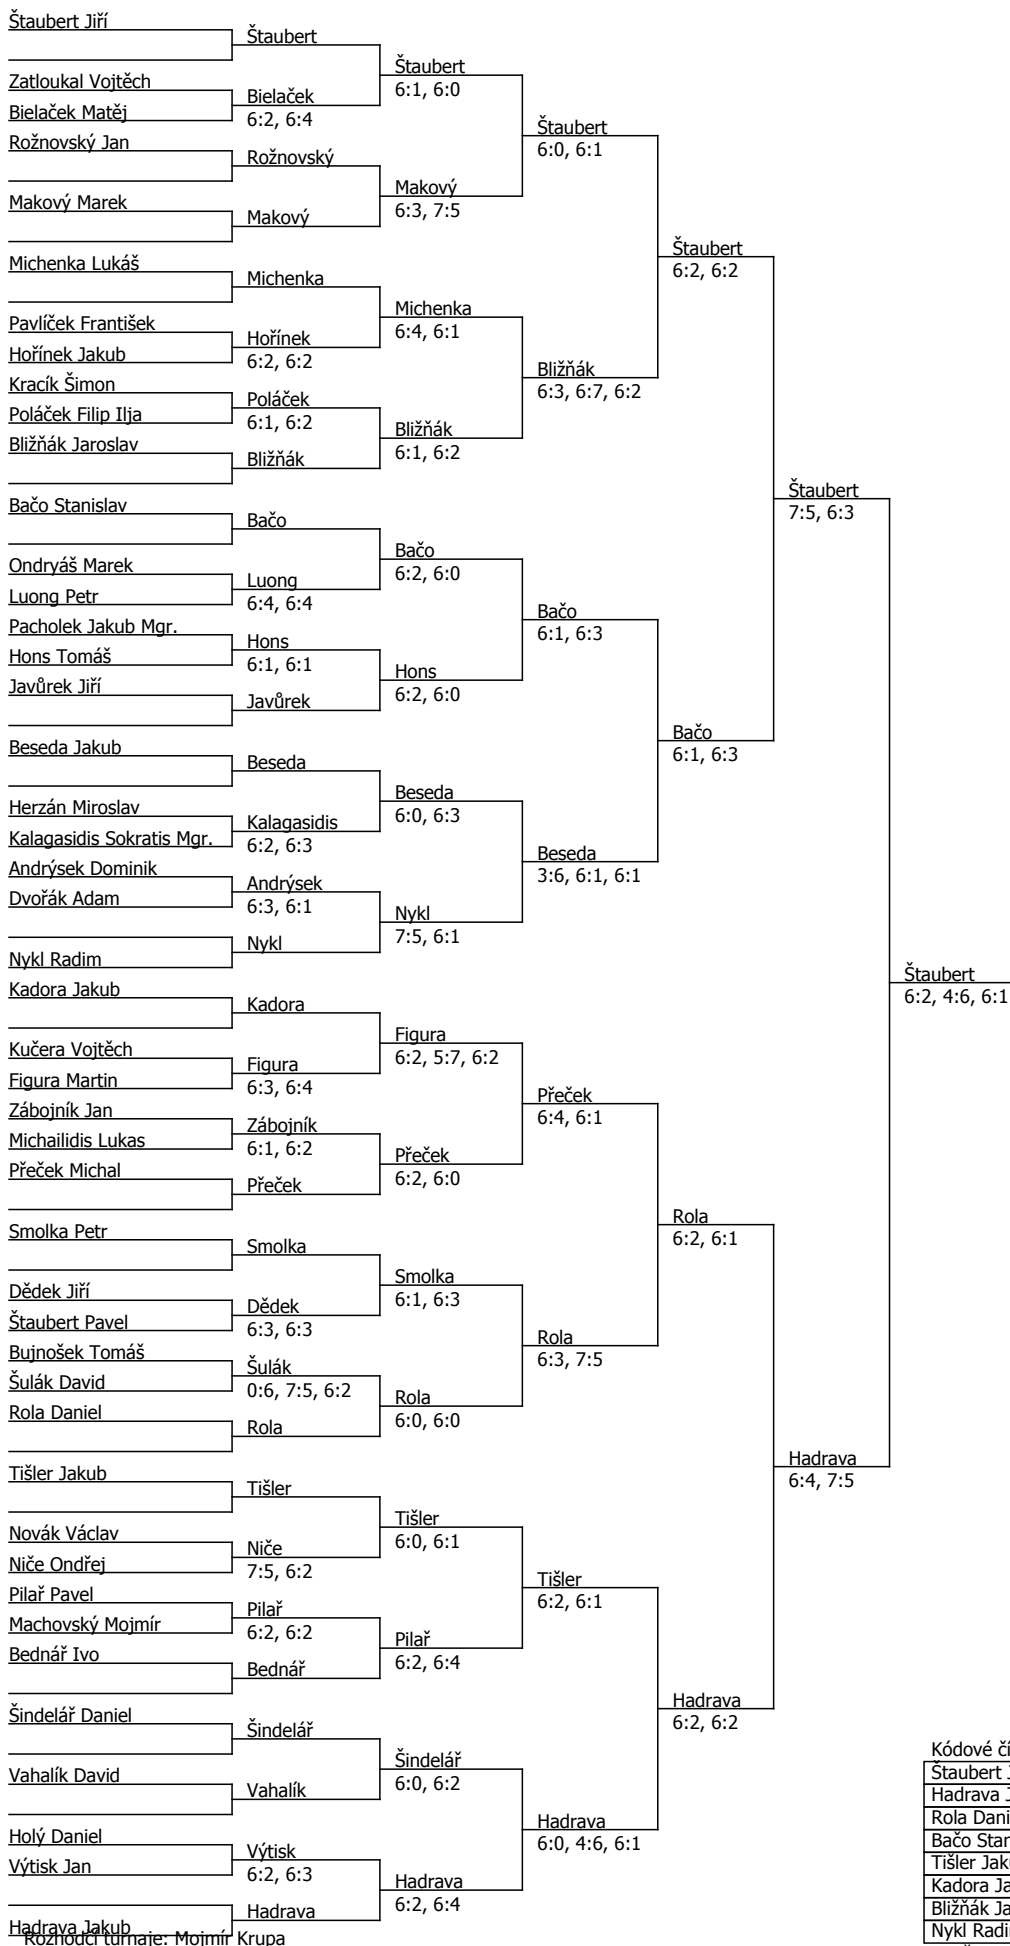 Štaubert Jiří
Zatloukal Vojtěch
Bielaček Matěj
Rožnovský Jan
Makový Marek
Michenka Lukáš
Pavlíček František
Hořínek Jakub
Kracík Šimon
Poláček Filip Ilja
Bližňák Jaroslav
Bačo Stanislav
Ondryáš Marek
Luong Petr
Pacholek Jakub Mgr.
Hons Tomáš
Javůrek Jiří
Beseda Jakub
Herzán Miroslav
Kalagasidis Sokratis Mgr.
Andrýsek Dominik
Dvořák Adam
Nykl Radim
Kadora Jakub
Kučera Vojtěch
Figura Martin
Zábojník Jan
Michailidis Lukas
Přeček Michal
Smolka Petr
Dědek Jiří
Štaubert Pavel
Bujnošek Tomáš
Šulák David
Rola Daniel
Tišler Jakub
Novák Václav
Niče Ondřej
Pilař Pavel
Machovský Mojmír
Bednář Ivo
Šindelář Daniel
Vahalík David
Holý Daniel
Výtisk Jan
Hadrava Jakub
Rozhodčí turnaje: Mojmír Krupa
Štaubert
Bielaček
6:2, 6:4
Rožnovský
Makový
Michenka
Hořínek
6:2, 6:2
Poláček
6:1, 6:2
Bližňák
Bačo
Luong
6:4, 6:4
Hons
6:1, 6:1
Javůrek
Beseda
Kalagasidis
6:2, 6:3
Andrýsek
6:3, 6:1
Nykl
Kadora
Figura
6:3, 6:4
Zábojník
6:1, 6:2
Přeček
Smolka
Dědek
6:3, 6:3
Šulák
0:6, 7:5, 6:2
Rola
Tišler
Niče
7:5, 6:2
Pilař
6:2, 6:2
Bednář
Šindelář
Vahalík
Výtisk
6:2, 6:3
Hadrava
Štaubert
6:1, 6:0
Makový
6:3, 7:5
Michenka
6:4, 6:1
Bližňák
6:1, 6:2
Bačo
6:2, 6:0
Hons
6:2, 6:0
Beseda
6:0, 6:3
Nykl
7:5, 6:1
Figura
6:2, 5:7, 6:2
Přeček
6:2, 6:0
Smolka
6:1, 6:3
Rola
6:0, 6:0
Tišler
6:0, 6:1
Pilař
6:2, 6:4
Šindelář
6:0, 6:2
Hadrava
6:2, 6:4
Štaubert
6:0, 6:1
Bližňák
6:3, 6:7, 6:2
Bačo
6:1, 6:3
Beseda
3:6, 6:1, 6:1
Přeček
6:4, 6:1
Rola
6:3, 7:5
Tišler
6:2, 6:1
Hadrava
6:0, 4:6, 6:1
Štaubert
6:2, 6:2
Bačo
6:1, 6:3
Rola
6:2, 6:1
Hadrava
6:2, 6:2
Štaubert
7:5, 6:3
Hadrava
6:4, 7:5
Štaubert
6:2, 4:6, 6:1
Kódové čí
Štaubert J
Hadrava J
Rola Dani
Bačo Stan
Tišler Jaku
Kadora Ja
Bližňák Ja
Nykl Radi